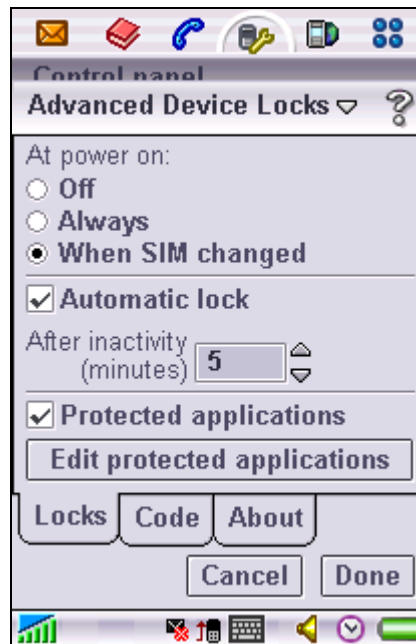 Control panel
Advanced Device Locks
At power on:
Off
Always
When SIM changed
Automatic lock
After inactivity
(minutes) 5
Protected applications
Edit protected applications
Locks Code About
Cancel Done